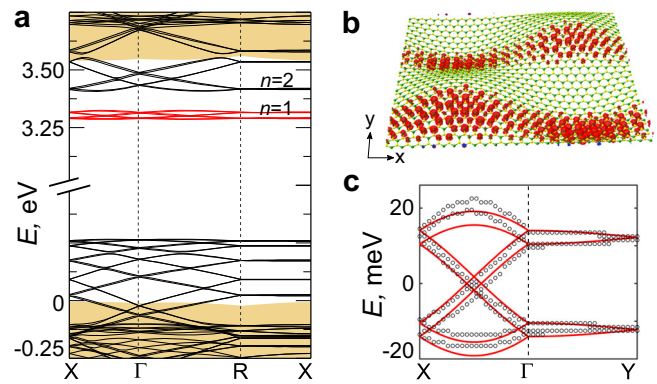 a
E, eV
3.50
3.25
0
-0.25
n=2
n=1
X Γ R X
b
y
x
c
E, meV
20
0
-20
X Γ Y